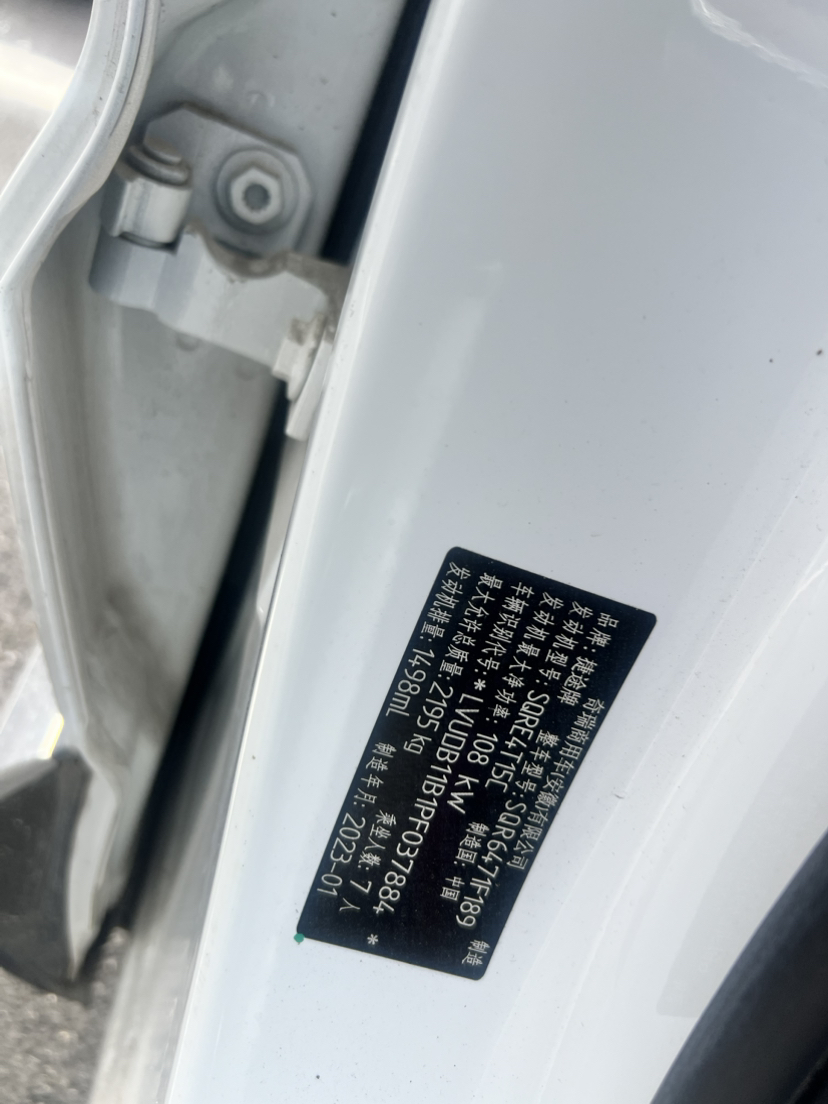 奇瑞商用车(安徽)有限公司 制造
品牌: 捷途牌 整车型号: SQR6471F189
发动机型号: SQRE4T15C 制造国: 中国
发动机最大净功率: 108 kW
车辆识别代号: *LVUDB11B1PF037884*
最大允许总质量: 2195 kg 乘坐人数: 7 人
发动机排量: 1498mL 制造年月: 2023-01